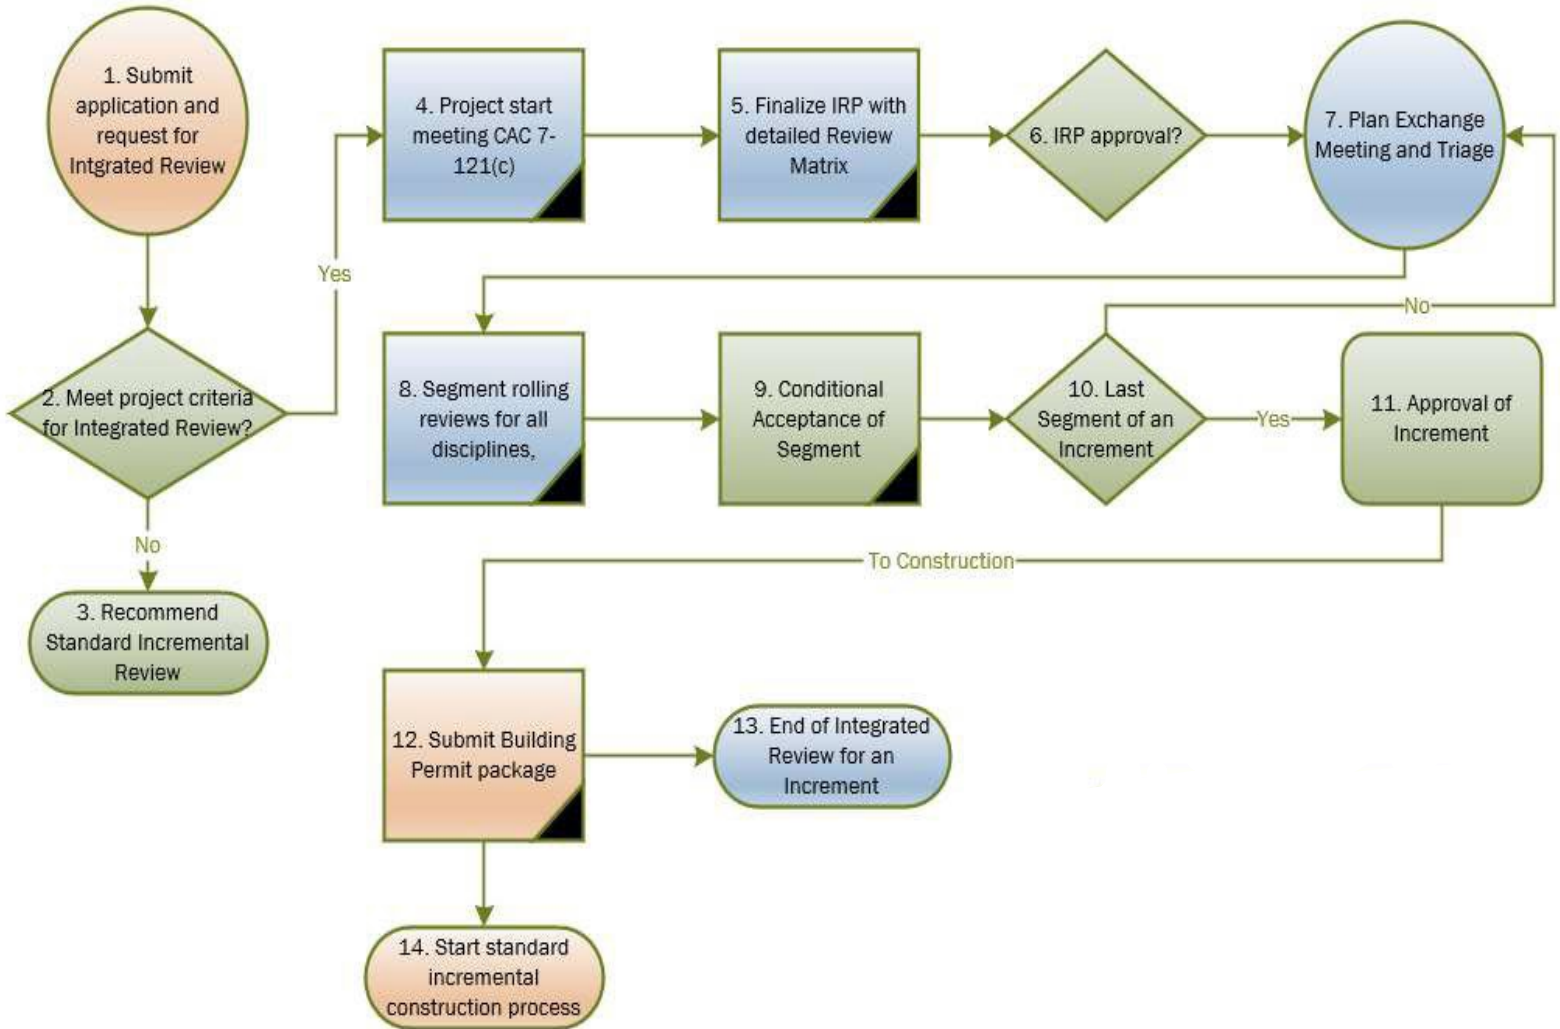 1. Submit
application and
request for
Intgrated Review
2. Meet project criteria
for Integrated Review?
Yes
No
3. Recommend
Standard Incremental
Review
4. Project start
meeting CAC 7-
121(c)
5. Finalize IRP with
detailed Review
Matrix
6. IRP approval?
7. Plan Exchange
Meeting and Triage
8. Segment rolling
reviews for all
disciplines,
9. Conditional
Acceptance of
Segment
10. Last
Segment of an
Increment
No
Yes
11. Approval of
Increment
To Construction
12. Submit Building
Permit package
13. End of Integrated
Review for an
Increment
14. Start standard
incremental
construction process